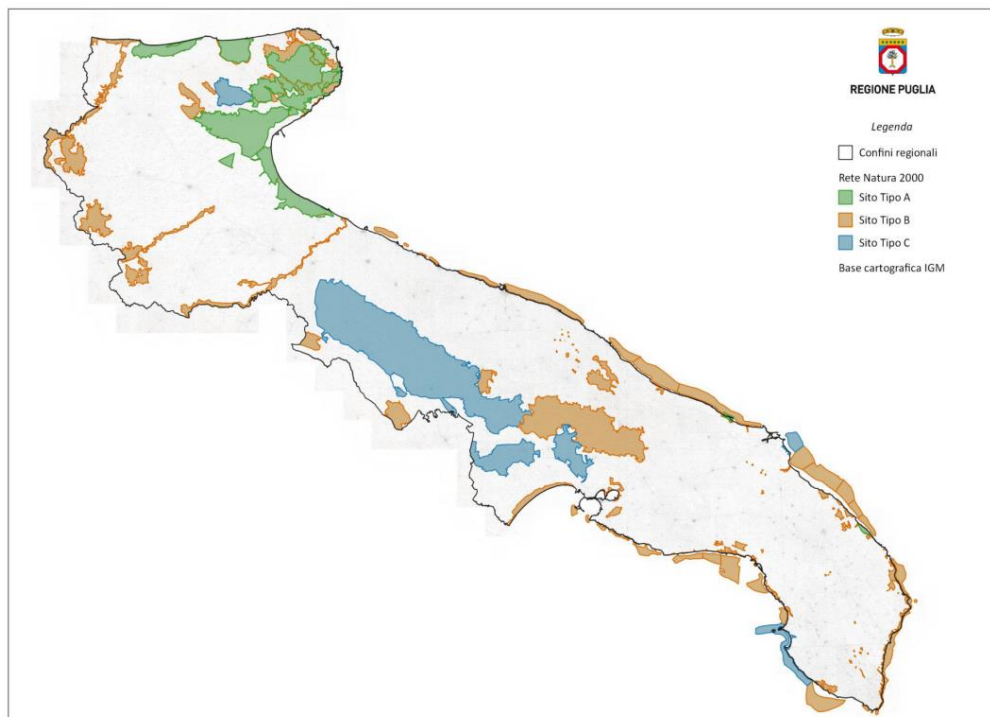 REGIONE PUGLIA
Legenda
Confini regionali
Rete Natura 2000
Sito Tipo A
Sito Tipo B
Sito Tipo C
Base cartografica IGM